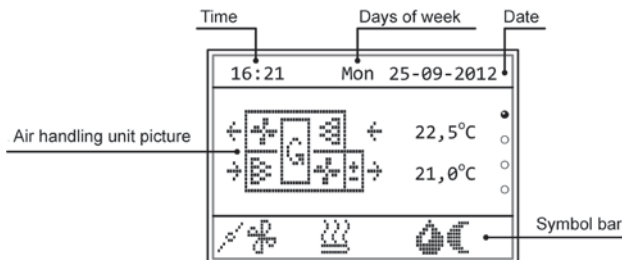 Time Days of week Date
16:21 Mon 25-09-2012
22,5°C
Air handling unit picture
G
21,0°C
Symbol bar